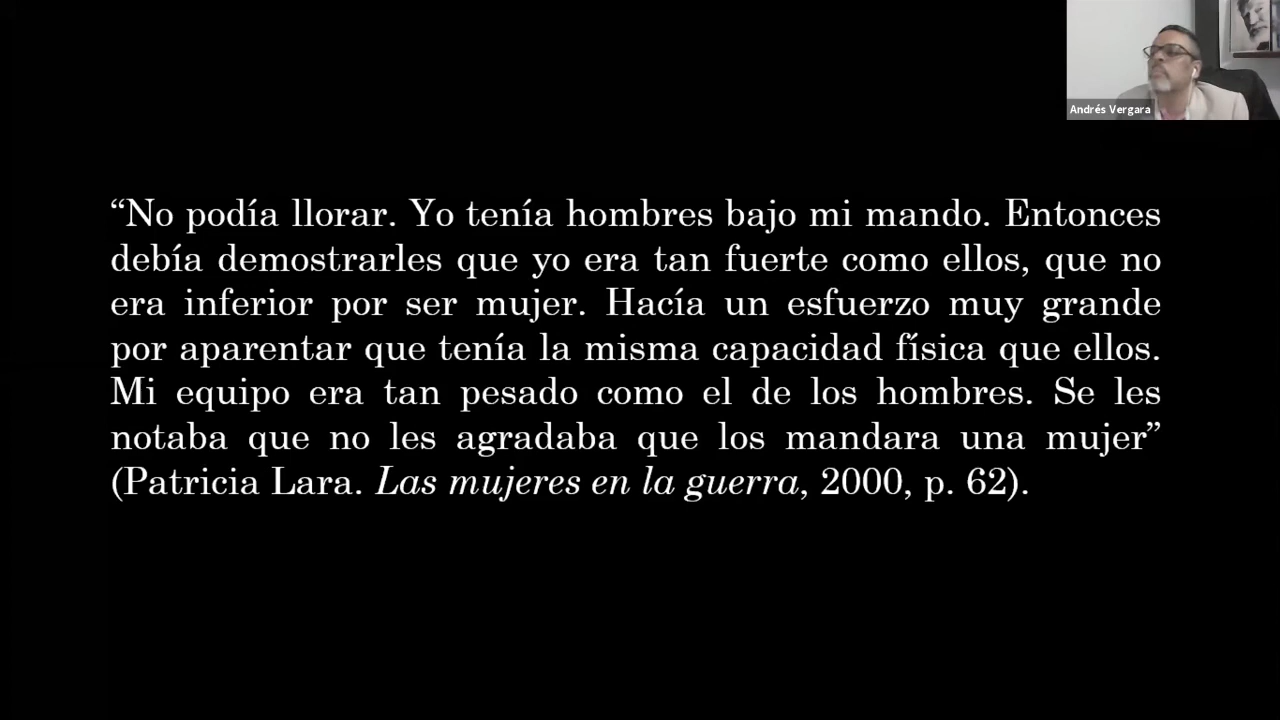 Andrés Vergara
“No podía llorar. Yo tenía hombres bajo mi mando. Entonces
debía demostrarles que yo era tan fuerte como ellos, que no
era inferior por ser mujer. Hacía un esfuerzo muy grande
por aparentar que tenía la misma capacidad física que ellos.
Mi equipo era tan pesado como el de los hombres. Se les
notaba que no les agradaba que los mandara una mujer”
(Patricia Lara. Las mujeres en la guerra, 2000, p. 62).